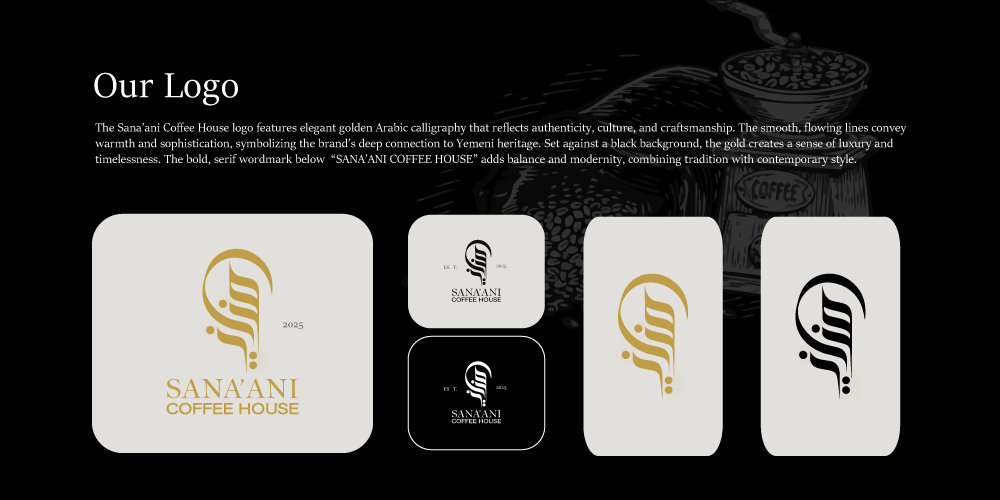 Our Logo
The Sana'ani Coffee House logo features elegant golden Arabic calligraphy that reflects authenticity, culture, and craftsmanship. The smooth, flowing lines convey
warmth and sophistication, symbolizing the brand's deep connection to Yemeni heritage. Set against a black background, the gold creates a sense of luxury and
timelessness. The bold, serif wordmark below "SANA'ANI COFFEE HOUSE" adds balance and modernity, combining tradition with contemporary style.
COFFEE
2025
SANA'ANI
COFFEE HOUSE
ES T. 2025
SANA'ANI
COFFEE HOUSE
ES T. 2025
SANA'ANI
COFFEE HOUSE